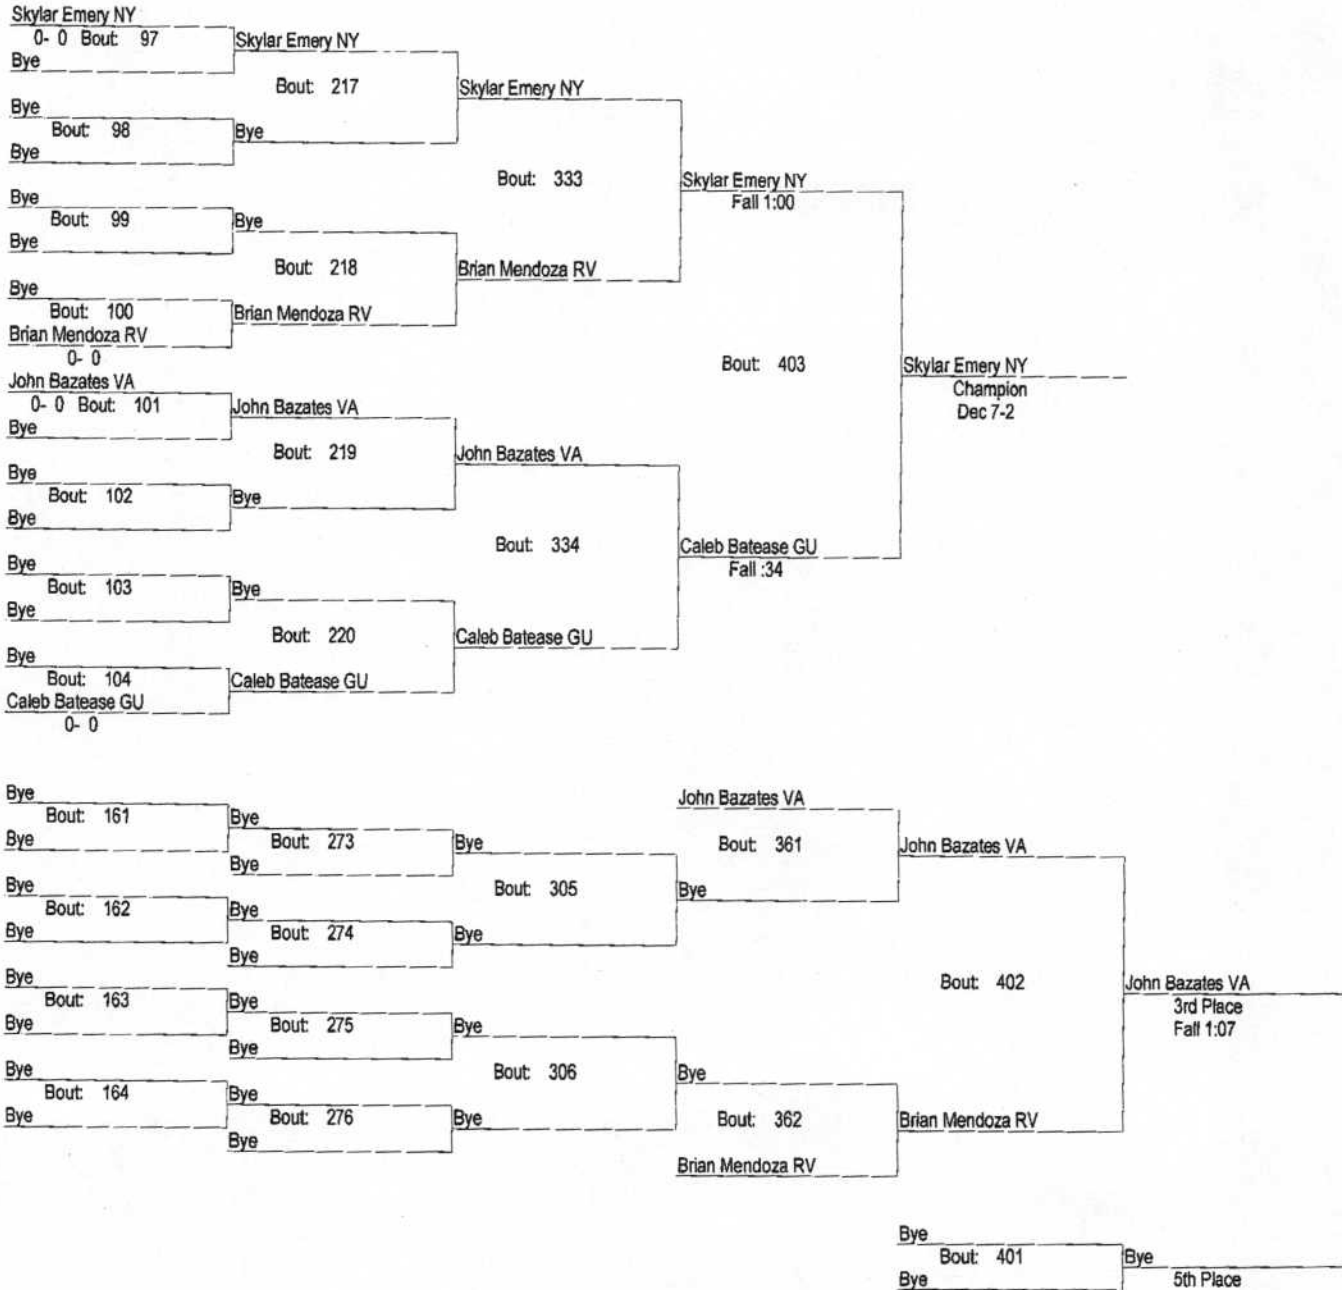 Skylar Emery NY
0- 0 Bout: 97
Bye
Skylar Emery NY
Bout: 217
Skylar Emery NY
Bye
Bout: 98
Bye
Bye
Bout: 333
Skylar Emery NY
Fall 1:00
Bye
Bout: 99
Bye
Bye
Bout: 218
Brian Mendoza RV
Bye
Bout: 100
Brian Mendoza RV
0- 0
Brian Mendoza RV
Bout: 403
Skylar Emery NY
Champion
Dec 7-2
John Bazates VA
0- 0 Bout: 101
Bye
John Bazates VA
Bout: 219
John Bazates VA
Bye
Bout: 102
Bye
Bye
Bout: 334
Caleb Batease GU
Fall :34
Bye
Bout: 103
Bye
Bye
Bout: 220
Caleb Batease GU
Bye
Bout: 104
Caleb Batease GU
0- 0
Caleb Batease GU
Bye
Bout: 161
Bye
Bye
Bout: 273
Bye
Bye
Bout: 305
Bye
John Bazates VA
Bout: 361
John Bazates VA
Bye
Bout: 162
Bye
Bye
Bout: 274
Bye
Bye
Bout: 402
John Bazates VA
3rd Place
Fall 1:07
Bye
Bout: 163
Bye
Bye
Bout: 275
Bye
Bye
Bout: 306
Bye
Bout: 362
Brian Mendoza RV
Brian Mendoza RV
Bye
Bout: 164
Bye
Bye
Bout: 276
Bye
Bye
Bye
Bout: 401
Bye
Bye
5th Place